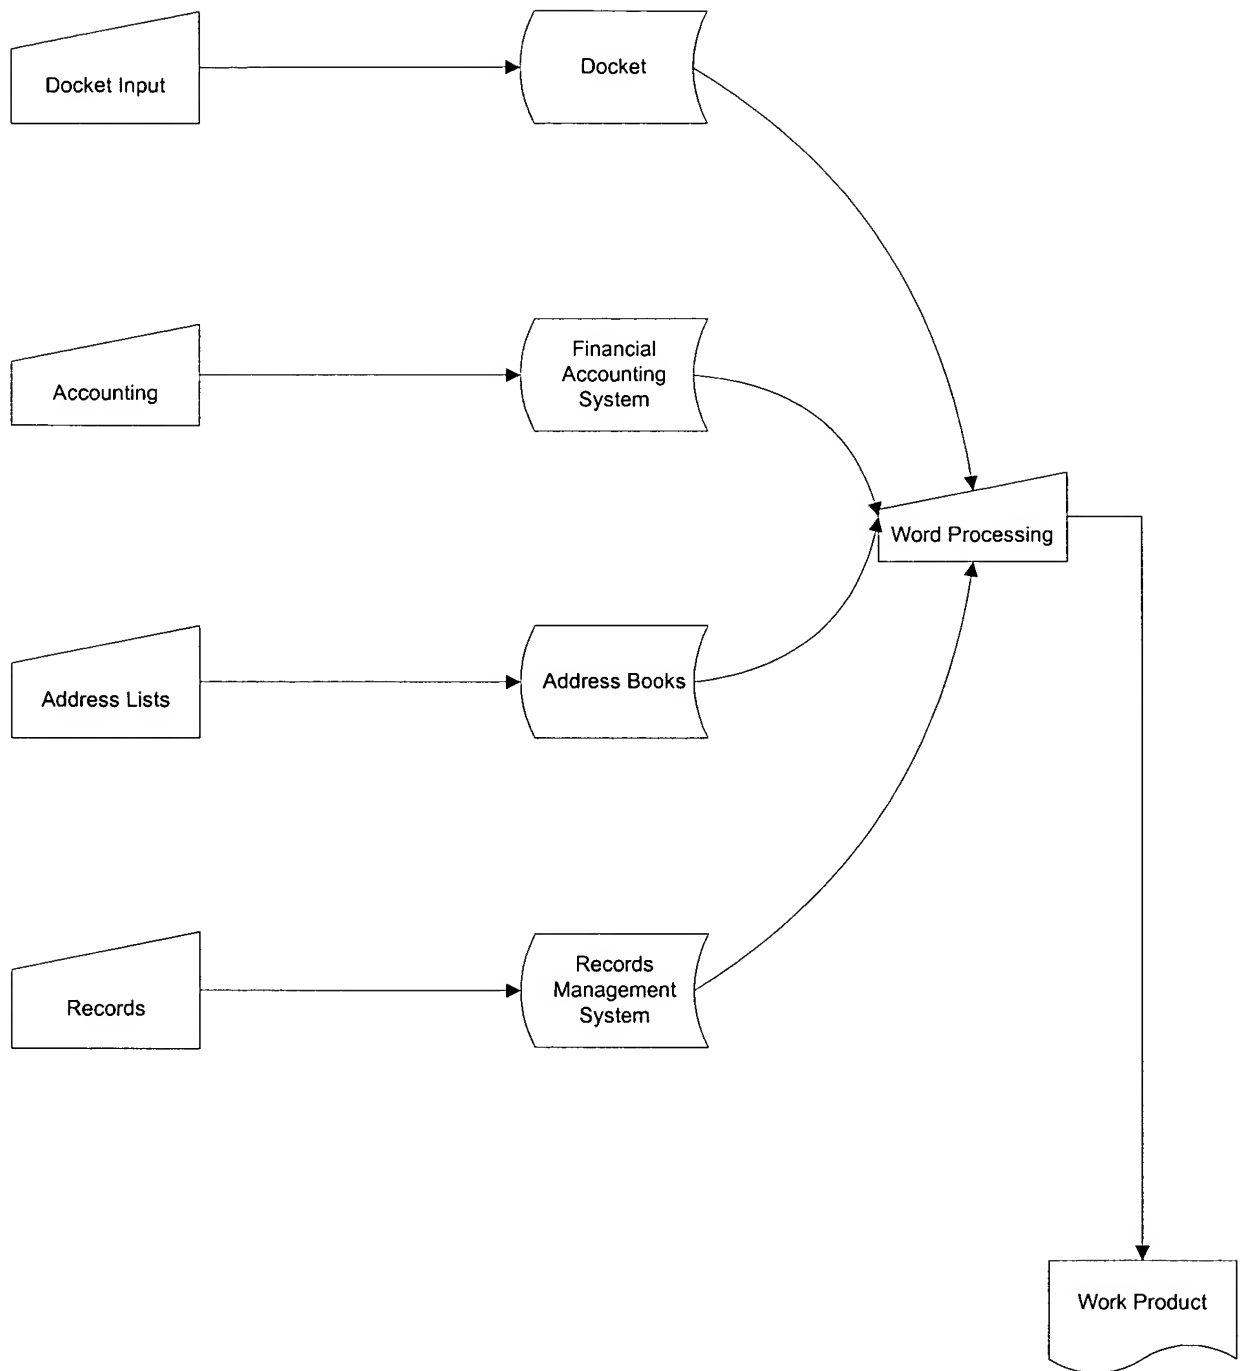 Docket Input
Docket
Accounting
Financial
Accounting
System
Word Processing
Address Lists
Address Books
Records
Records
Management
System
Work Product